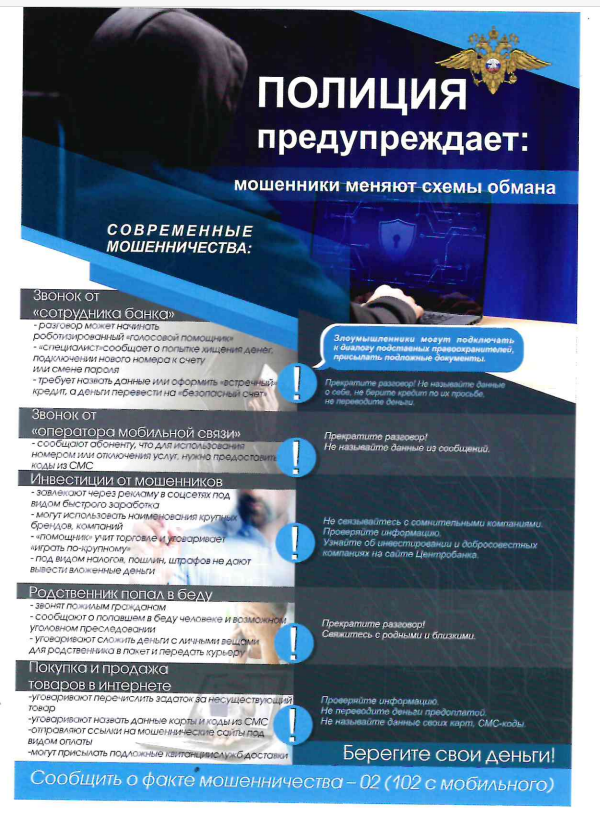 ПОЛИЦИЯ
предупреждает:
мошенники меняют схемы обмана
СОВРЕМЕННЫЕ
МОШЕННИЧЕСТВА:
Звонок от
«сотрудника банка»
- разговор может начинать
роботизированный «голосовой помощник»
- «специалист»сообщает о попытке хищения денег,
подключении нового номера к счету
или смене пароля
- требует назвать данные или оформить «встречный»
кредит, а деньги перевести на «безопасный счет»
Злоумышленники могут подключать
к диалогу подставных правоохранителей,
присылать подложные документы.
Прекратите разговор! Не называйте данные
о себе, не берите кредит по их просьбе,
не переводите деньги.
Звонок от
«оператора мобильной связи»
- сообщают абоненту, что для использования
номером или отключения услуг, нужно предоставить
коды из СМС
Прекратите разговор!
Не называйте данные из сообщений.
Инвестиции от мошенников
- завлекают через рекламу в соцсетях под
видом быстрого заработка
- могут использовать наименования крупных
брендов, компаний
- «помощник» учит торговле и уговаривает
«играть по-крупному»
- под видом налогов, пошлин, штрафов не дают
вывести вложенные деньги
Не связывайтесь с сомнительными компаниями.
Проверяйте информацию.
Узнайте об инвестировании и добросовестных
компаниях на сайте Центробанка.
Родственник попал в беду
- звонят пожилым гражданам
- сообщают о попавшем в беду человеке и возможном
уголовном преследовании
- уговаривают сложить деньги с личными вещами
для родственника в пакет и передать курьеру
Прекратите разговор!
Свяжитесь с родными и близкими.
Покупка и продажа
товаров в интернете
-уговаривают перечислить задаток за несуществующий
товар
-уговаривают назвать данные карты и коды из СМС
-отправляют ссылки на мошеннические сайты под
видом оплаты
-могут присылать подложные квитанциислужб доставки
Проверяйте информацию.
Не переводите деньги предоплатой.
Не называйте данные своих карт, СМС-коды.
Берегите свои деньги!
Сообщить о факте мошенничества – 02 (102 с мобильного)